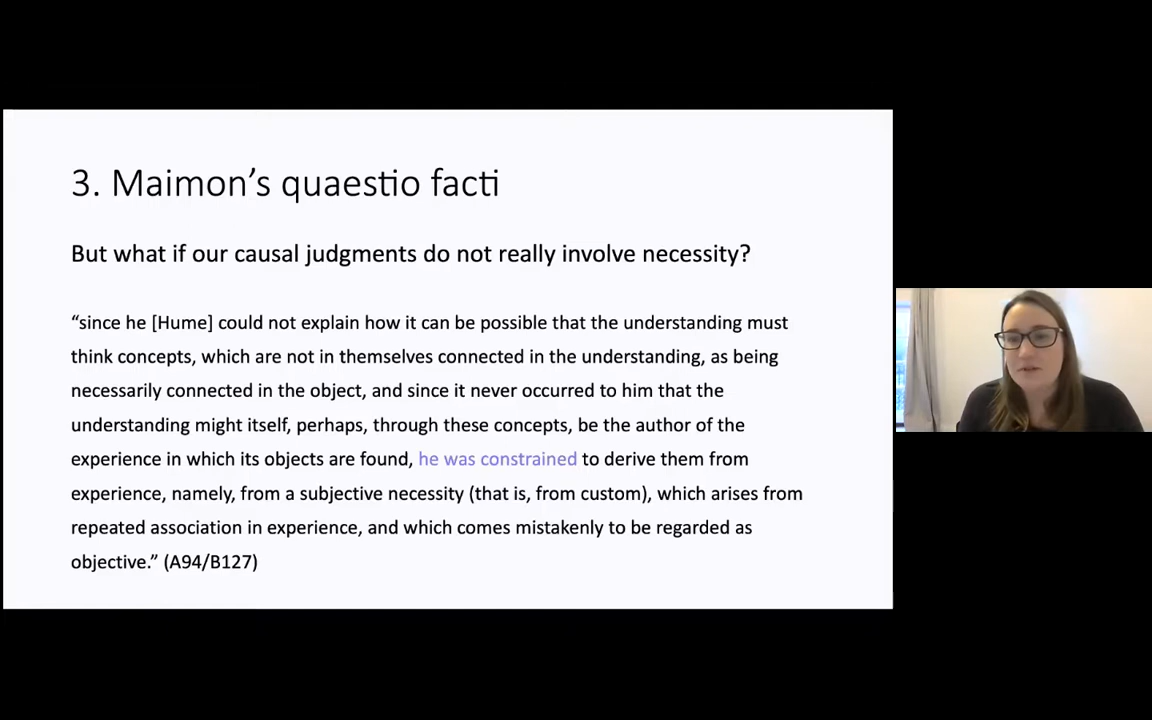 3. Maimon’s quaestio facti
But what if our causal judgments do not really involve necessity?
“since he [Hume] could not explain how it can be possible that the understanding must
think concepts, which are not in themselves connected in the understanding, as being
necessarily connected in the object, and since it never occurred to him that the
understanding might itself, perhaps, through these concepts, be the author of the
experience in which its objects are found, he was constrained to derive them from
experience, namely, from a subjective necessity (that is, from custom), which arises from
repeated association in experience, and which comes mistakenly to be regarded as
objective.” (A94/B127)